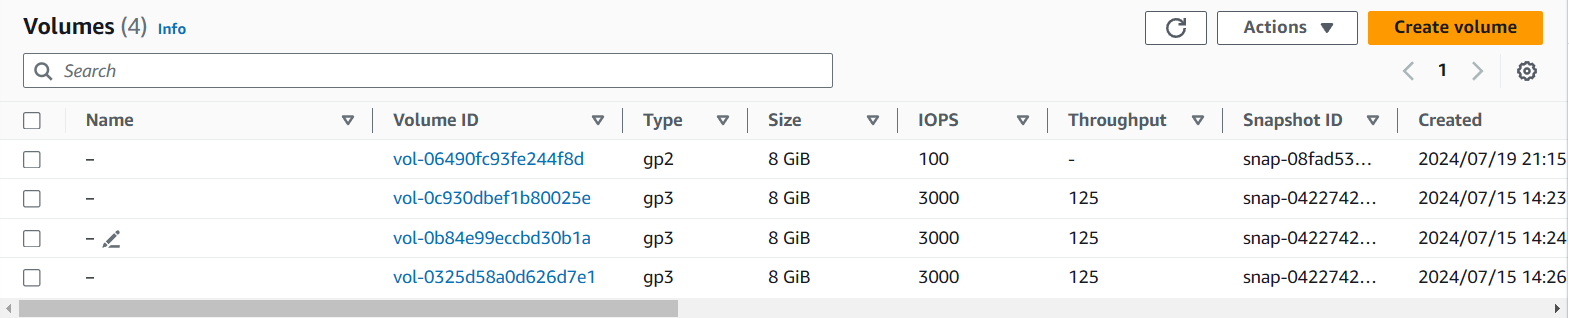 Volumes (4) Info
Actions
Create volume
Search
1
Name Volume ID Type Size IOPS Throughput Snapshot ID Created
– vol-06490fc93fe244f8d gp2 8 GiB 100 - snap-08fad53... 2024/07/19 21:15
– vol-0c930dbef1b80025e gp3 8 GiB 3000 125 snap-0422742... 2024/07/15 14:23
– vol-0b84e99eccbd30b1a gp3 8 GiB 3000 125 snap-0422742... 2024/07/15 14:24
– vol-0325d58a0d626d7e1 gp3 8 GiB 3000 125 snap-0422742... 2024/07/15 14:26